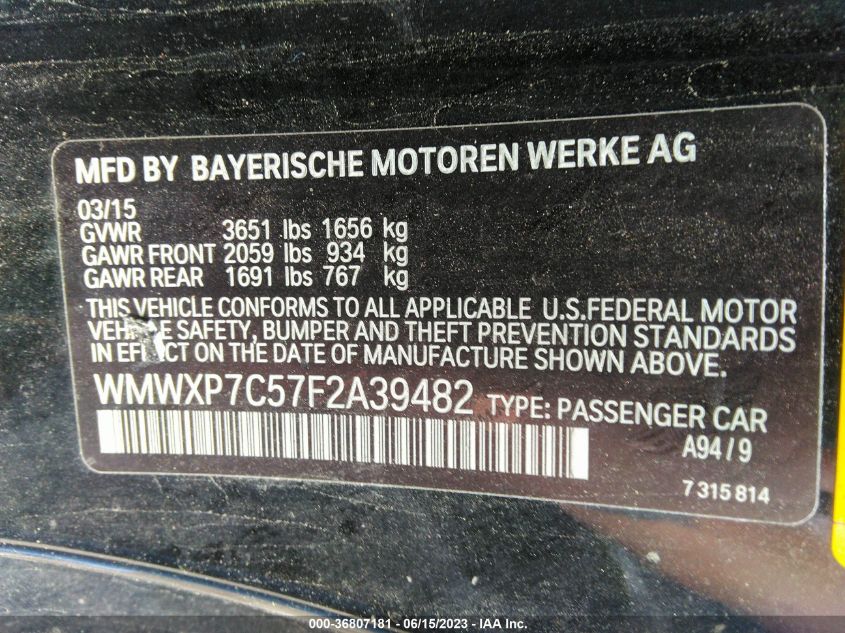 MFD BY BAYERISCHE MOTOREN WERKE AG
03/15
GVWR 3651 lbs 1656 kg
GAWR FRONT 2059 lbs 934 kg
GAWR REAR 1691 lbs 767 kg
THIS VEHICLE CONFORMS TO ALL APPLICABLE U.S.FEDERAL MOTOR
VEHICLE SAFETY, BUMPER AND THEFT PREVENTION STANDARDS
IN EFFECT ON THE DATE OF MANUFACTURE SHOWN ABOVE.
WMWXP7C57F2A39482 TYPE: PASSENGER CAR
A94 / 9
7 315 814
000-36807181 - 06/15/2023 - IAA Inc.